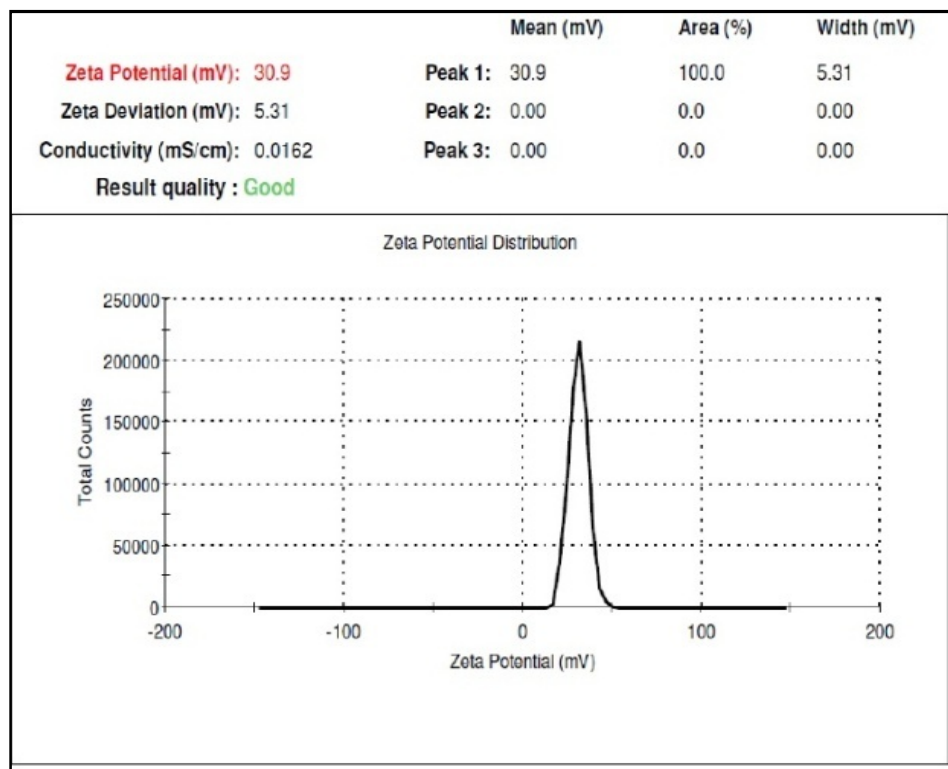 Mean (mV) Area (%) Width (mV)
Zeta Potential (mV): 30.9 Peak 1: 30.9 100.0 5.31
Zeta Deviation (mV): 5.31 Peak 2: 0.00 0.0 0.00
Conductivity (mS/cm): 0.0162 Peak 3: 0.00 0.0 0.00
Result quality : Good
Zeta Potential Distribution
250000
200000
150000
100000
50000
0
Total Counts
-200 -100 0 100 200
Zeta Potential (mV)